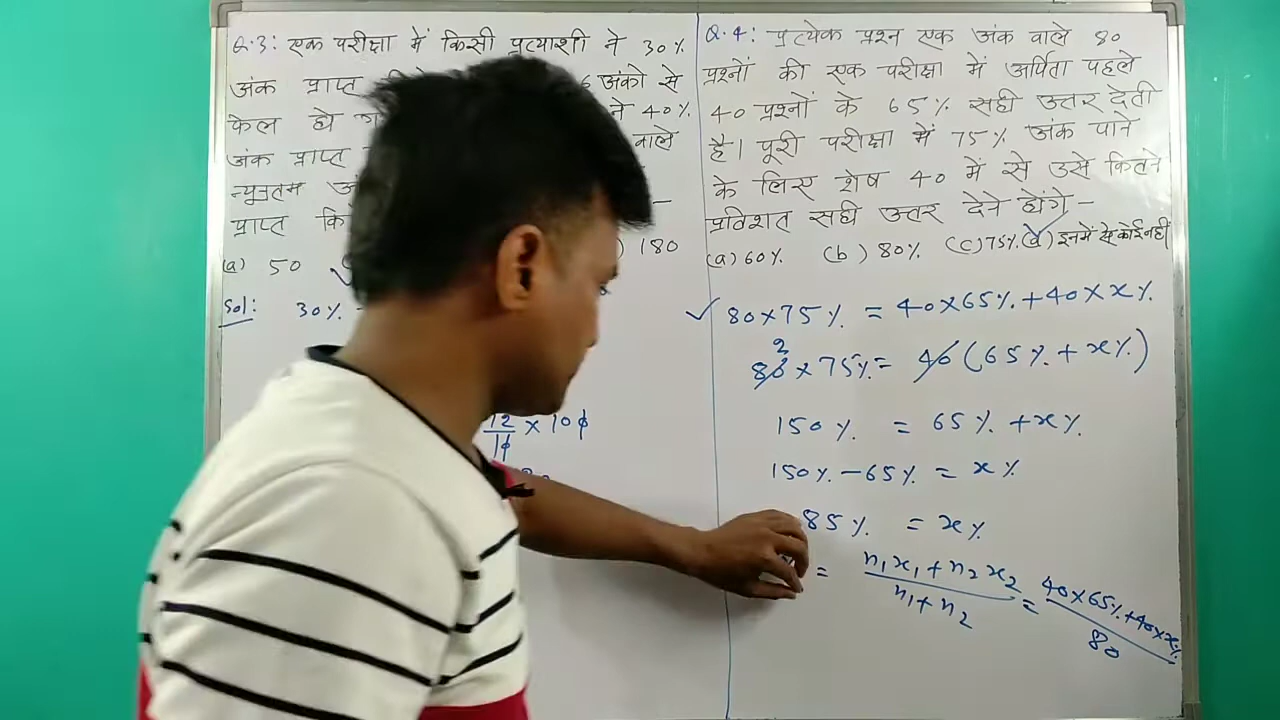 Q.3: एक परीक्षा में किसी प्रत्याशी ने 30%
अंक प्राप्त 6 अंको से
फेल हो ने 40%
अंक प्राप्त वाले
न्यूनतम
प्राप्त कि
(a) 50 180
Sol: 30%
12/10 × 100
Q.4: प्रत्येक प्रश्न एक अंक वाले 80
प्रश्नों की एक परीक्षा में अर्पिता पहले
40 प्रश्नों के 65% सही उत्तर देती
है। पूरी परीक्षा में 75% अंक पाने
के लिए शेष 40 में से उसे कितने
प्रतिशत सही उत्तर देने होंगे-
(a) 60% (b) 80% (c) 75% (d) इनमें से कोई नहीं
80×75% = 40×65% + 40×x%
2
80 × 75% = 40 (65% + x%)
150% = 65% + x%
150% - 65% = x%
85% = x%
= n₁x₁ + n₂x₂ / n₁ + n₂ = 40×65% + 40×x% / 80